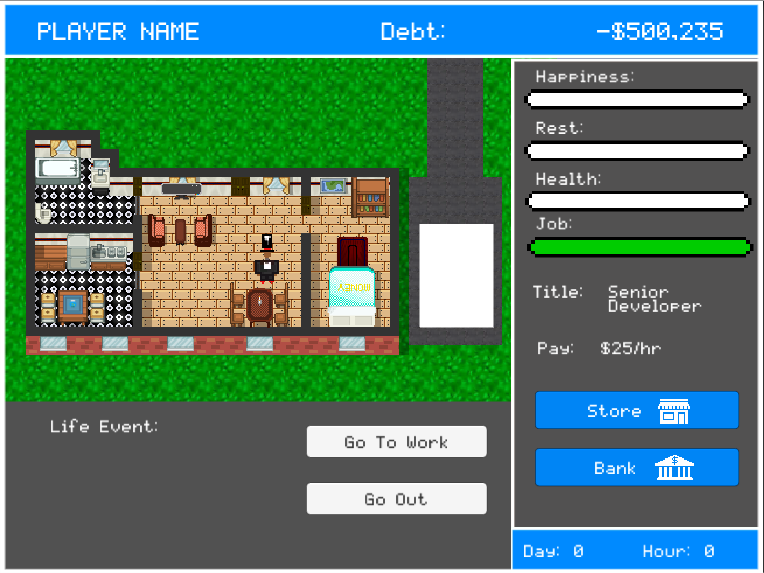 PLAYER NAME Debt: -$500,235
Happiness:
Rest:
Health:
Job:
Title: Senior
Developer
Pay: $25/hr
Store
Bank
Life Event:
Go To Work
Go Out
Day: 0 Hour: 0